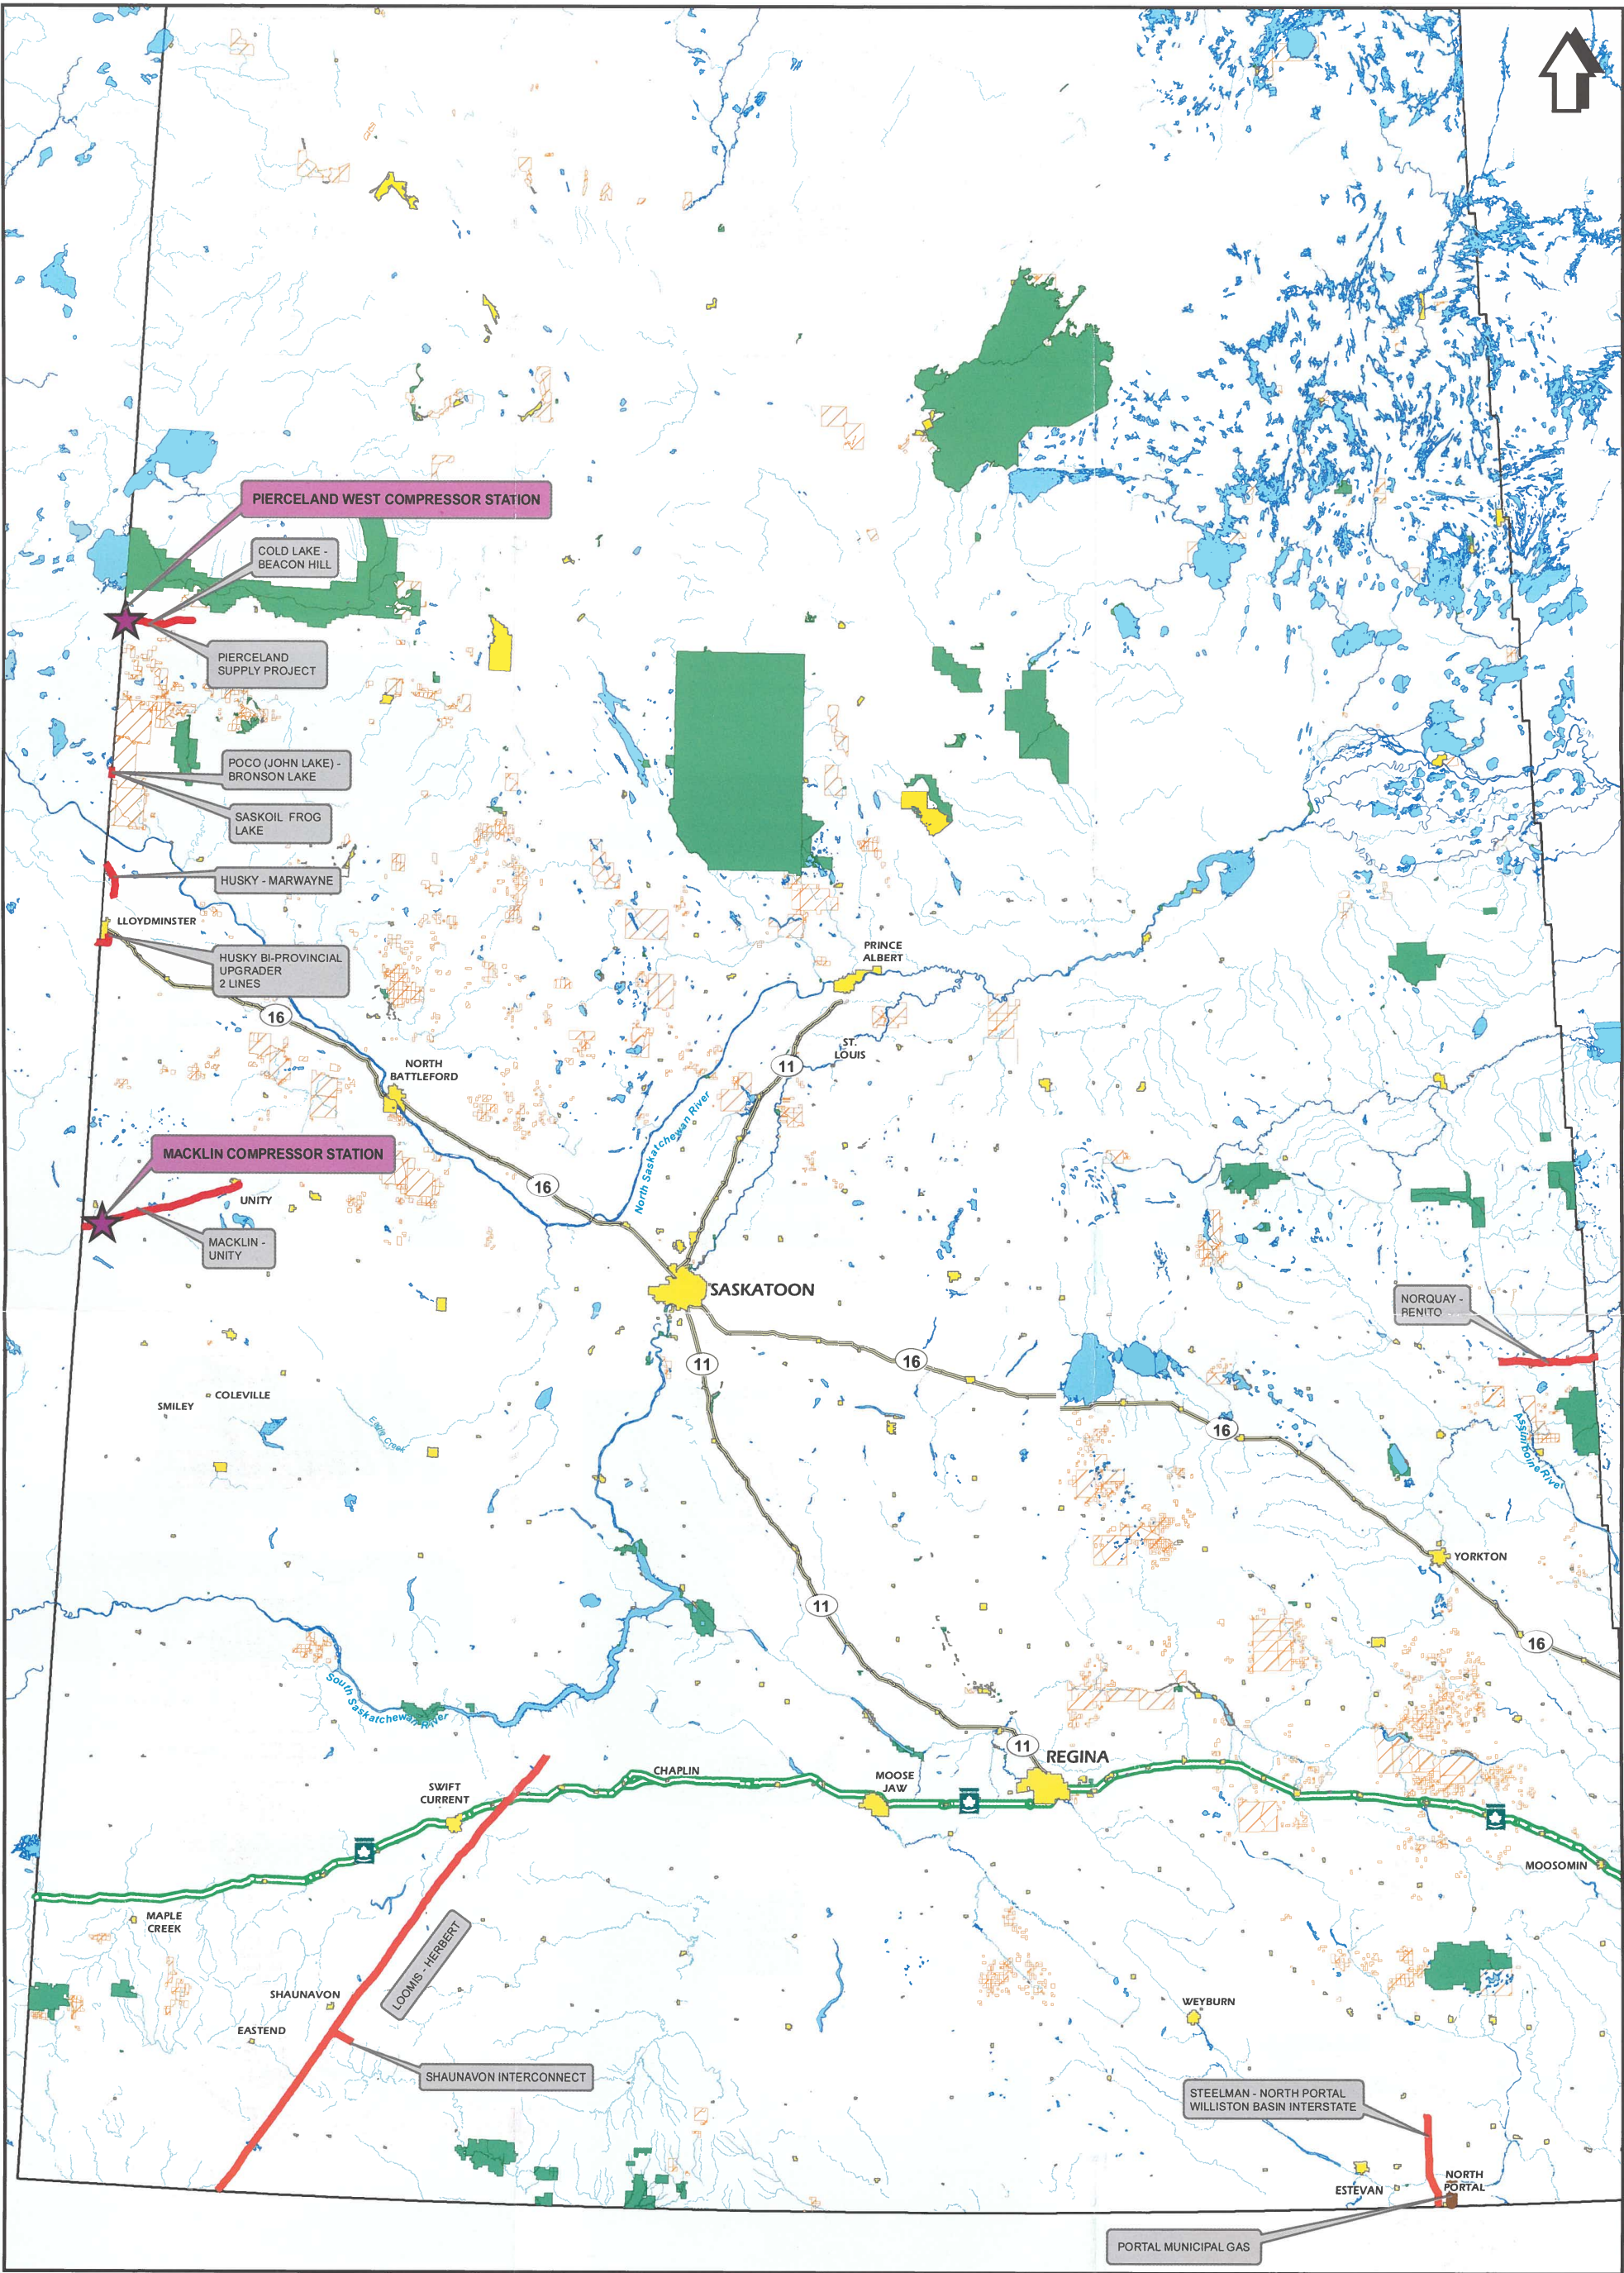 PIERCELAND WEST COMPRESSOR STATION
COLD LAKE -
BEACON HILL
PIERCELAND
SUPPLY PROJECT
POCO (JOHN LAKE) -
BRONSON LAKE
SASKOIL FROG
LAKE
HUSKY - MARWAYNE
LLOYDMINSTER
HUSKY BI-PROVINCIAL
UPGRADER
2 LINES
PRINCE
ALBERT
16
ST.
LOUIS
11
NORTH
BATTLEFORD
North Saskatchewan River
MACKLIN COMPRESSOR STATION
16
UNITY
MACKLIN -
UNITY
SASKATOON
NORQUAY -
BENITO
11
16
COLEVILLE
SMILEY
Eagle Creek
16
Assiniboine River
YORKTON
11
16
South Saskatchewan River
11
REGINA
CHAPLIN
MOOSE
JAW
SWIFT
CURRENT
MOOSOMIN
MAPLE
CREEK
LOOMIS - HERBERT
SHAUNAVON
WEYBURN
EASTEND
SHAUNAVON INTERCONNECT
STEELMAN - NORTH PORTAL
WILLISTON BASIN INTERSTATE
NORTH
PORTAL
ESTEVAN
PORTAL MUNICIPAL GAS